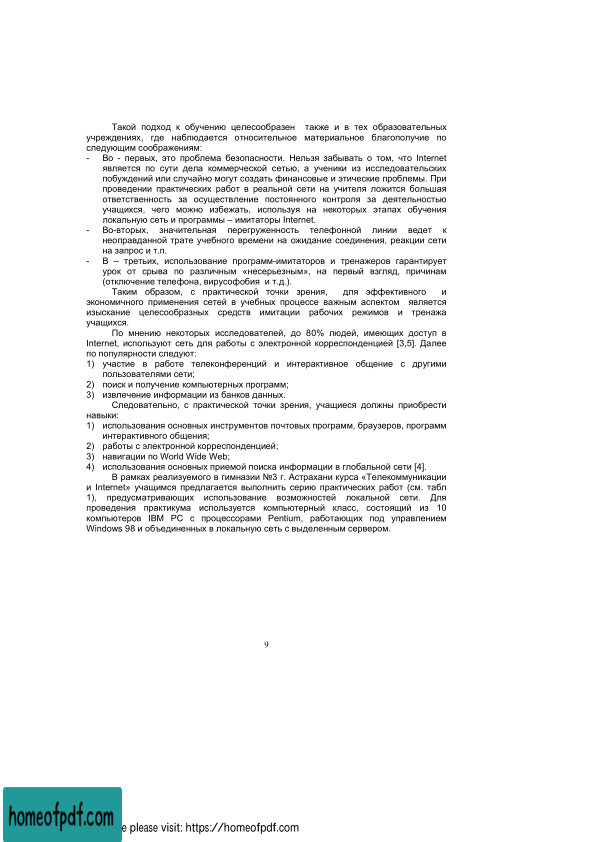 Такой подход к обучению целесообразен также и в тех образовательных
учреждениях, где наблюдается относительное материальное благополучие по
следующим соображениям:
- Во - первых, это проблема безопасности. Нельзя забывать о том, что Internet
является по сути дела коммерческой сетью, а ученики из исследовательских
побуждений или случайно могут создать финансовые и этические проблемы. При
проведении практических работ в реальной сети на учителя ложится большая
ответственность за осуществление постоянного контроля за деятельностью
учащихся, чего можно избежать, используя на некоторых этапах обучения
локальную сеть и программы – имитаторы Internet.
- Во-вторых, значительная перегруженность телефонной линии ведет к
неоправданной трате учебного времени на ожидание соединения, реакции сети
на запрос и т.п.
- В – третьих, использование программ-имитаторов и тренажеров гарантирует
урок от срыва по различным «несерьезным», на первый взгляд, причинам
(отключение телефона, вирусофобия и т.д.).
Таким образом, с практической точки зрения, для эффективного и
экономичного применения сетей в учебных процессе важным аспектом является
изыскание целесообразных средств имитации рабочих режимов и тренажа
учащихся.
По мнению некоторых исследователей, до 80% людей, имеющих доступ в
Internet, используют сеть для работы с электронной корреспонденцией [3,5]. Далее
по популярности следуют:
1) участие в работе телеконференций и интерактивное общение с другими
пользователями сети;
2) поиск и получение компьютерных программ;
3) извлечение информации из банков данных.
Следовательно, с практической точки зрения, учащиеся должны приобрести
навыки:
1) использования основных инструментов почтовых программ, браузеров, программ
интерактивного общения;
2) работы с электронной корреспонденцией;
3) навигации по World Wide Web;
4) использования основных приемой поиска информации в глобальной сети [4].
В рамках реализуемого в гимназии №3 г. Астрахани курса «Телекоммуникации
и Internet» учащимся предлагается выполнить серию практических работ (см. табл
1), предусматривающих использование возможностей локальной сети. Для
проведения практикума используется компьютерный класс, состоящий из 10
компьютеров IBM PC с процессорами Pentium, работающих под управлением
Windows 98 и объединенных в локальную сеть с выделенным сервером.
9
homeofpdf.com
please visit: https://homeofpdf.com